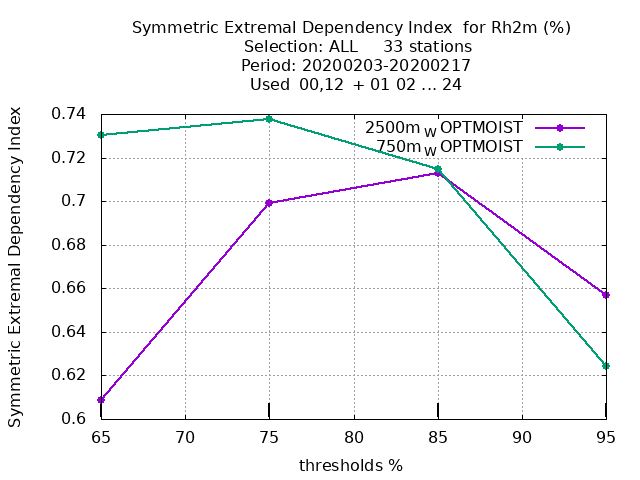 Symmetric Extremal Dependency Index for Rh2m (%)
Selection: ALL 33 stations
Period: 20200203-20200217
Used 00,12 + 01 02 ... 24
2500m W OPTMOIST
750m W OPTMOIST
Symmetric Extremal Dependency Index
0.74
0.72
0.7
0.68
0.66
0.64
0.62
0.6
65 70 75 80 85 90 95
thresholds %